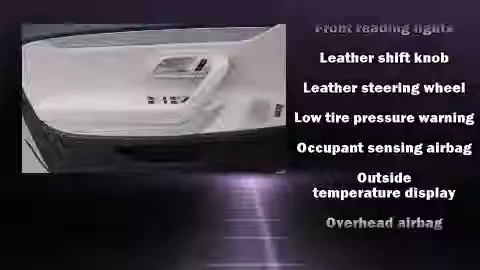 Front reading lights
Leather shift knob
Leather steering wheel
Low tire pressure warning
Occupant sensing airbag
Outside
temperature display
Overhead airbag